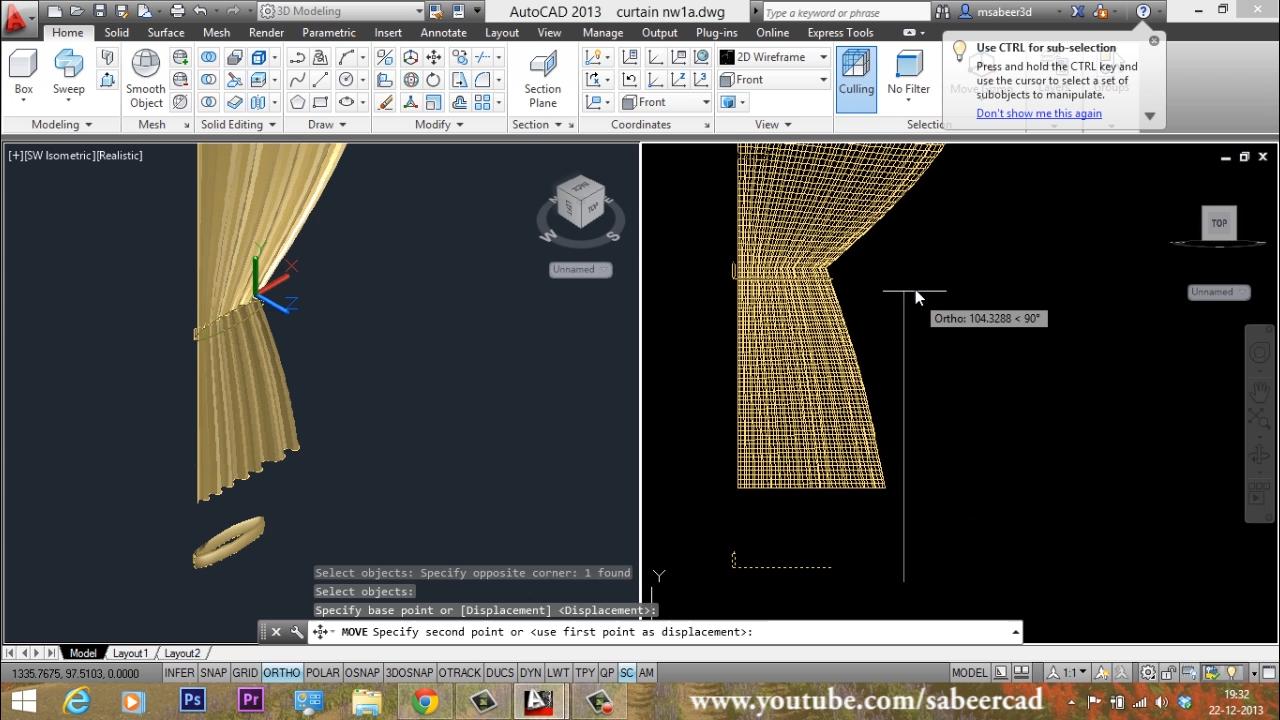 3D Modeling
AutoCAD 2013 curtain nw1a.dwg
Type a keyword or phrase
msabeer3d
Home Solid Surface Mesh Render Parametric Insert Annotate Layout View Manage Output Plug-ins Online Express Tools
Use CTRL for sub-selection
Press and hold the CTRL key and
use the cursor to select a set of
subobjects to manipulate.
Don't show me this again
Box
Sweep
Smooth
Object
Section
Plane
2D Wireframe
Front
Front
Culling
No Filter
Modeling
Mesh
Solid Editing
Draw
Modify
Section
Coordinates
View
Selection
[+][SW Isometric][Realistic]
TOP
W S
Unnamed
Y
X
Z
TOP
Unnamed
Ortho: 104.3288 < 90°
Y
Select objects: Specify opposite corner: 1 found
Select objects:
Specify base point or [Displacement] <Displacement>:
MOVE Specify second point or <use first point as displacement>:
Model Layout1 Layout2
1335.7675, 97.5103, 0.0000
INFER SNAP GRID ORTHO POLAR OSNAP 3DOSNAP OTRACK DUCS DYN LWT TPY QP SC AM
MODEL
1:1
Ps
Pr
www.youtube.com/sabeercad
19:32
22-12-2013